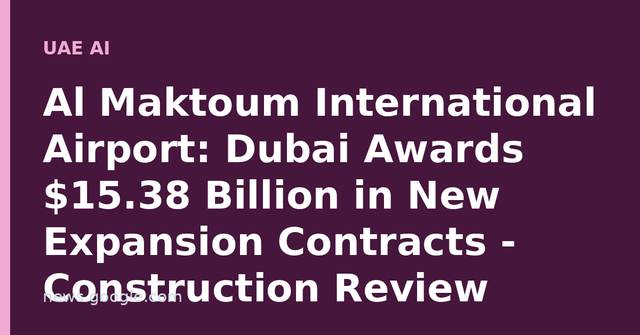 UAE AI
Al Maktoum International
Airport: Dubai Awards
$15.38 Billion in New
Expansion Contracts -
Construction Review
news.google.com